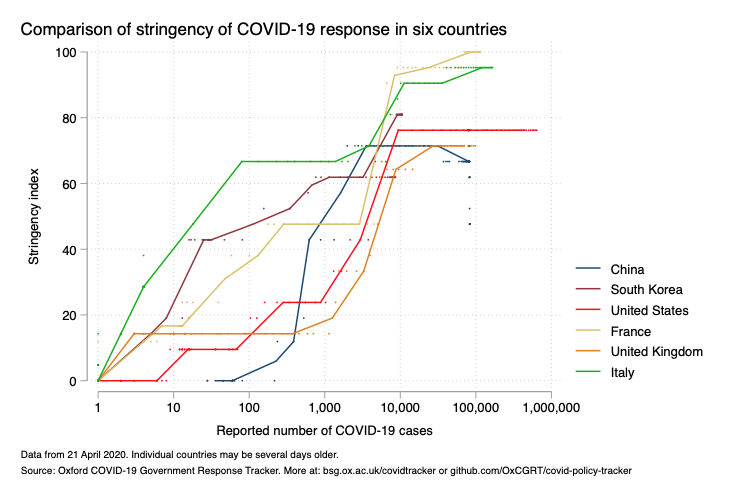 Comparison of stringency of COVID-19 response in six countries
Stringency index
100
80
60
40
20
0
1
10
100
1,000
10,000
100,000
1,000,000
Reported number of COVID-19 cases
China
South Korea
United States
France
United Kingdom
Italy
Data from 21 April 2020. Individual countries may be several days older.
Source: Oxford COVID-19 Government Response Tracker. More at: bsg.ox.ac.uk/covidtracker or github.com/OxCGRT/covid-policy-tracker